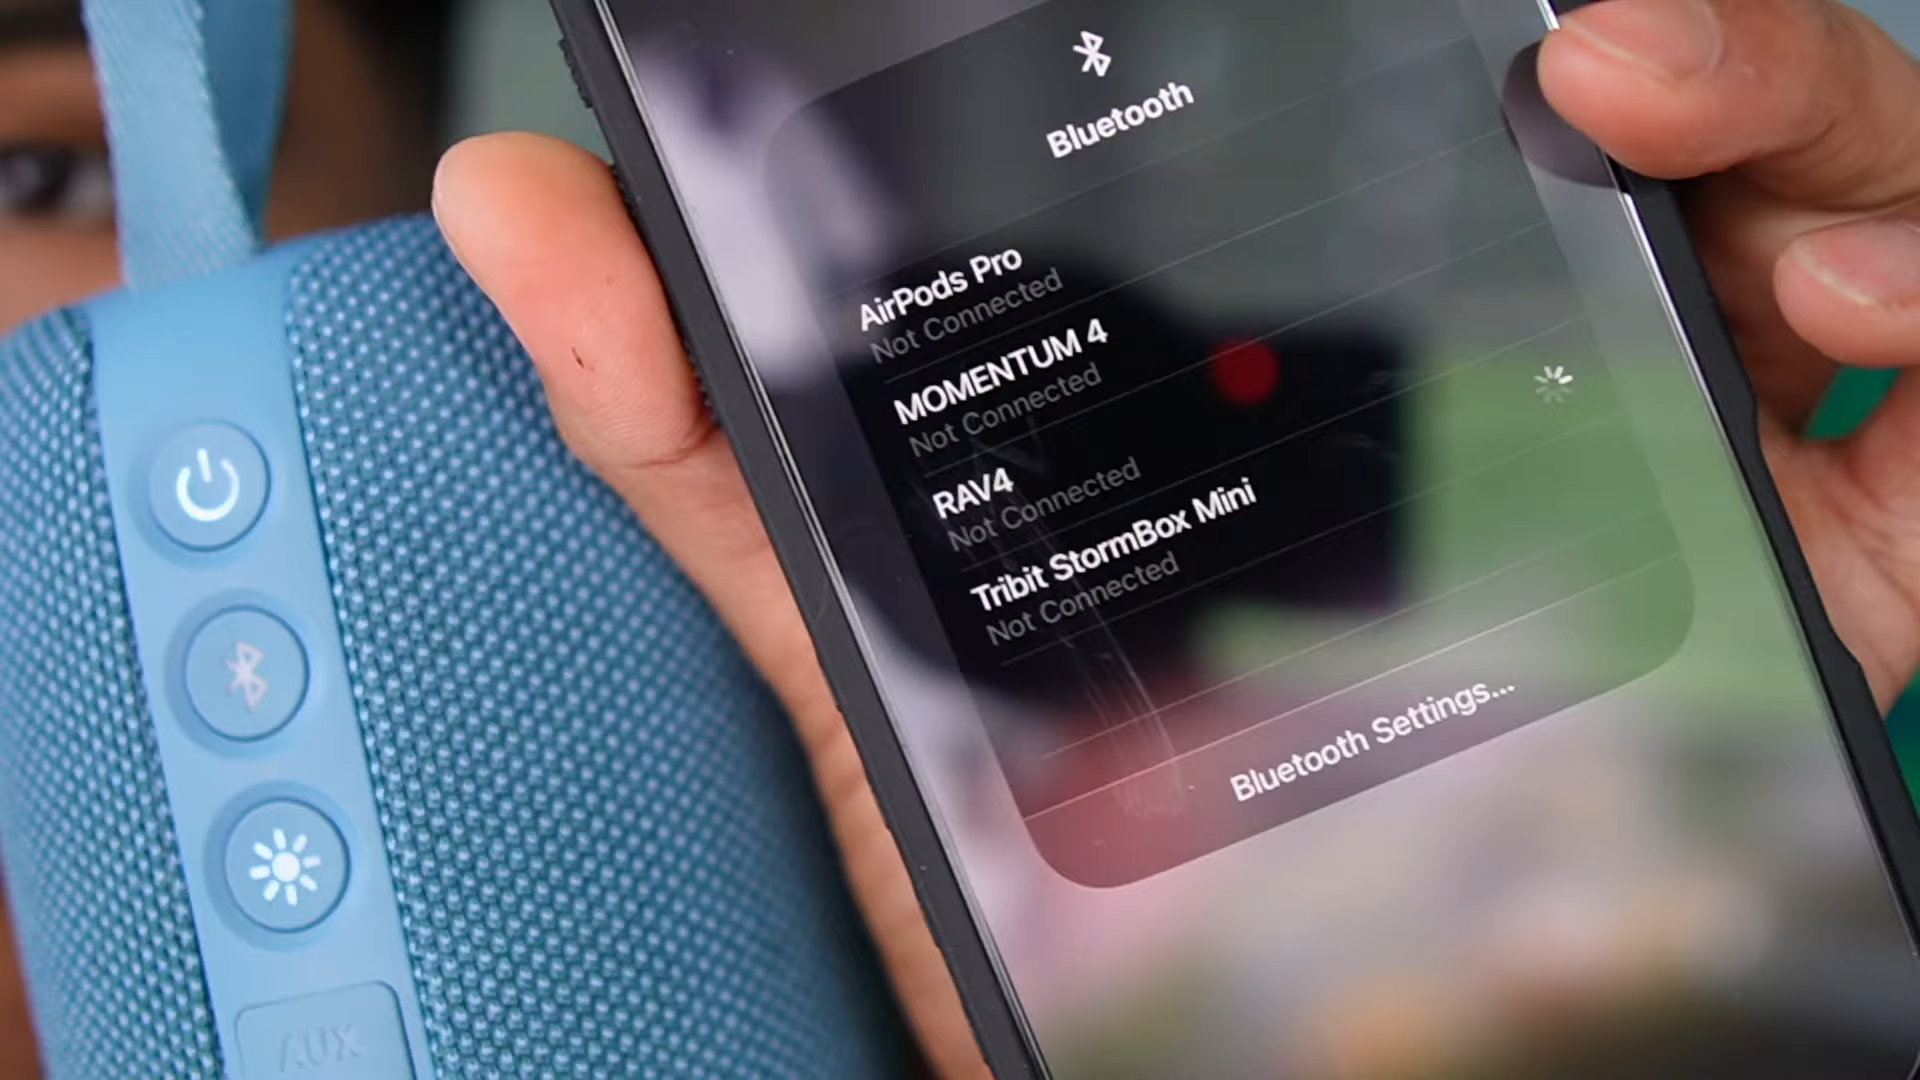 Bluetooth
AirPods Pro
Not Connected
MOMENTUM 4
Not Connected
RAV4
Not Connected
Tribit StormBox Mini
Not Connected
Bluetooth Settings...
AUX